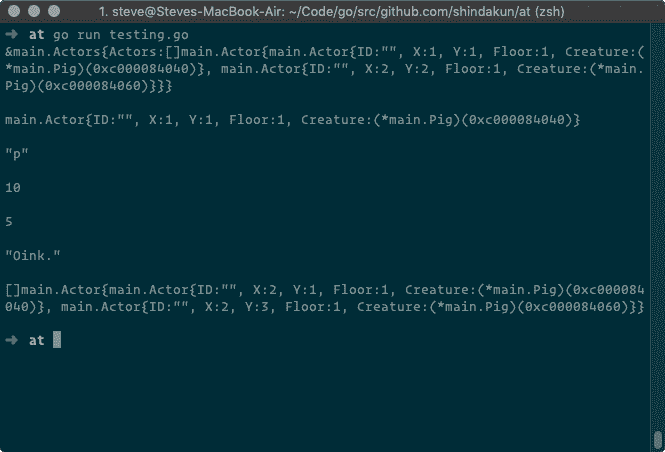 1. steve@Steves-MacBook-Air: ~/Code/go/src/github.com/shindakun/at (zsh)
➜ at go run testing.go
&main.Actors{Actors:[]main.Actor{main.Actor{ID:"", X:1, Y:1, Floor:1, Creature:(
*main.Pig)(0xc000084040)}, main.Actor{ID:"", X:2, Y:2, Floor:1, Creature:(*main.
Pig)(0xc000084060)}}}
main.Actor{ID:"", X:1, Y:1, Floor:1, Creature:(*main.Pig)(0xc000084040)}
"p"
10
5
"Oink."
[]main.Actor{main.Actor{ID:"", X:2, Y:1, Floor:1, Creature:(*main.Pig)(0xc000084
040)}, main.Actor{ID:"", X:2, Y:3, Floor:1, Creature:(*main.Pig)(0xc000084060)}}
➜ at